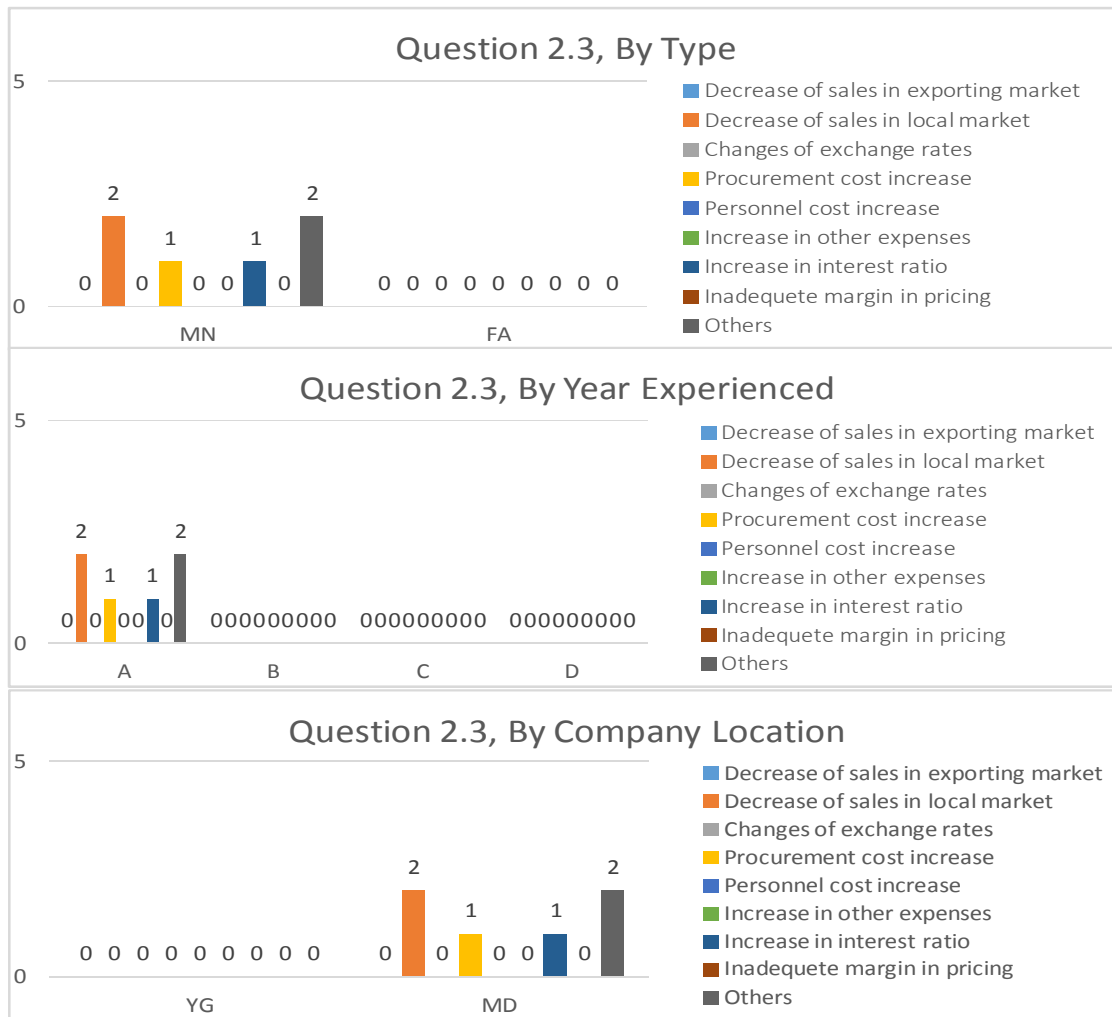 Question 2.3, By Type
5
Decrease of sales in exporting market
Decrease of sales in local market
Changes of exchange rates
2 2
Procurement cost increase
Personnel cost increase
1 1
Increase in other expenses
Increase in interest ratio
0 0 0 0 0 0 0 0 0 0 0 0 0 0
Inadequete margin in pricing
0
Others
MN FA
Question 2.3, By Year Experienced
5
Decrease of sales in exporting market
Decrease of sales in local market
Changes of exchange rates
Procurement cost increase
2 2
Personnel cost increase
1 1
Increase in other expenses
Increase in interest ratio
0 0 00 0 000000000 000000000 000000000
Inadequete margin in pricing
0
Others
A B C D
Question 2.3, By Company Location
5
Decrease of sales in exporting market
Decrease of sales in local market
Changes of exchange rates
Procurement cost increase
2 2
Personnel cost increase
1 1
Increase in other expenses
Increase in interest ratio
0 0 0 0 0 0 0 0 0 0 0 0 0 0
Inadequete margin in pricing
0
Others
YG MD